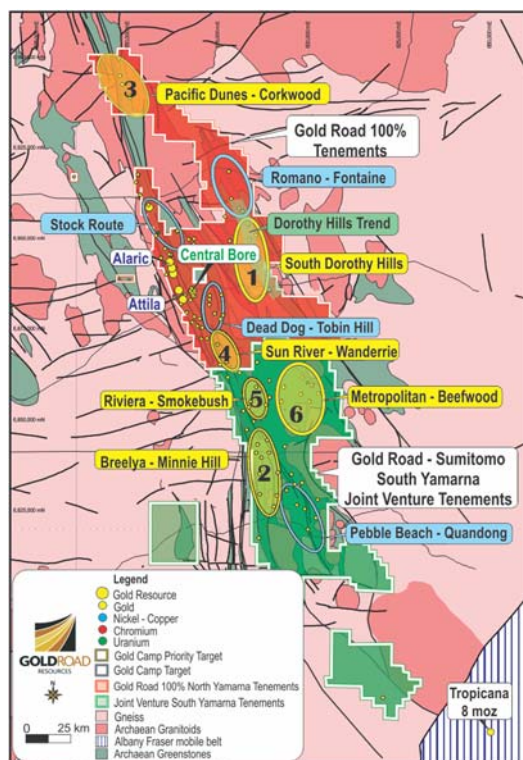 3
Pacific Dunes - Corkwood
Gold Road 100%
Tenements
Romano - Fontaine
Stock Route
Dorothy Hills Trend
Central Bore
Alaric
1
South Dorothy Hills
Attila
Dead Dog - Tobin Hill
4
Sun River - Wanderrie
Riviera - Smokebush
5
6
Metropolitan - Beefwood
Breelya - Minnie Hill
2
Gold Road - Sumitomo
South Yamarna
Joint Venture Tenements
Pebble Beach - Quandong
Legend
Gold Resource
Gold
Nickel - Copper
Chromium
Uranium
Gold Camp Priority Target
Gold Camp Target
Gold Road 100% North Yamarna Tenements
Joint Venture South Yamarna Tenements
Gneiss
Archaean Granitoids
Albany Fraser mobile belt
Archaean Greenstones
GOLDROAD
RESOURCES
N
0 25 km
Tropicana
8 moz